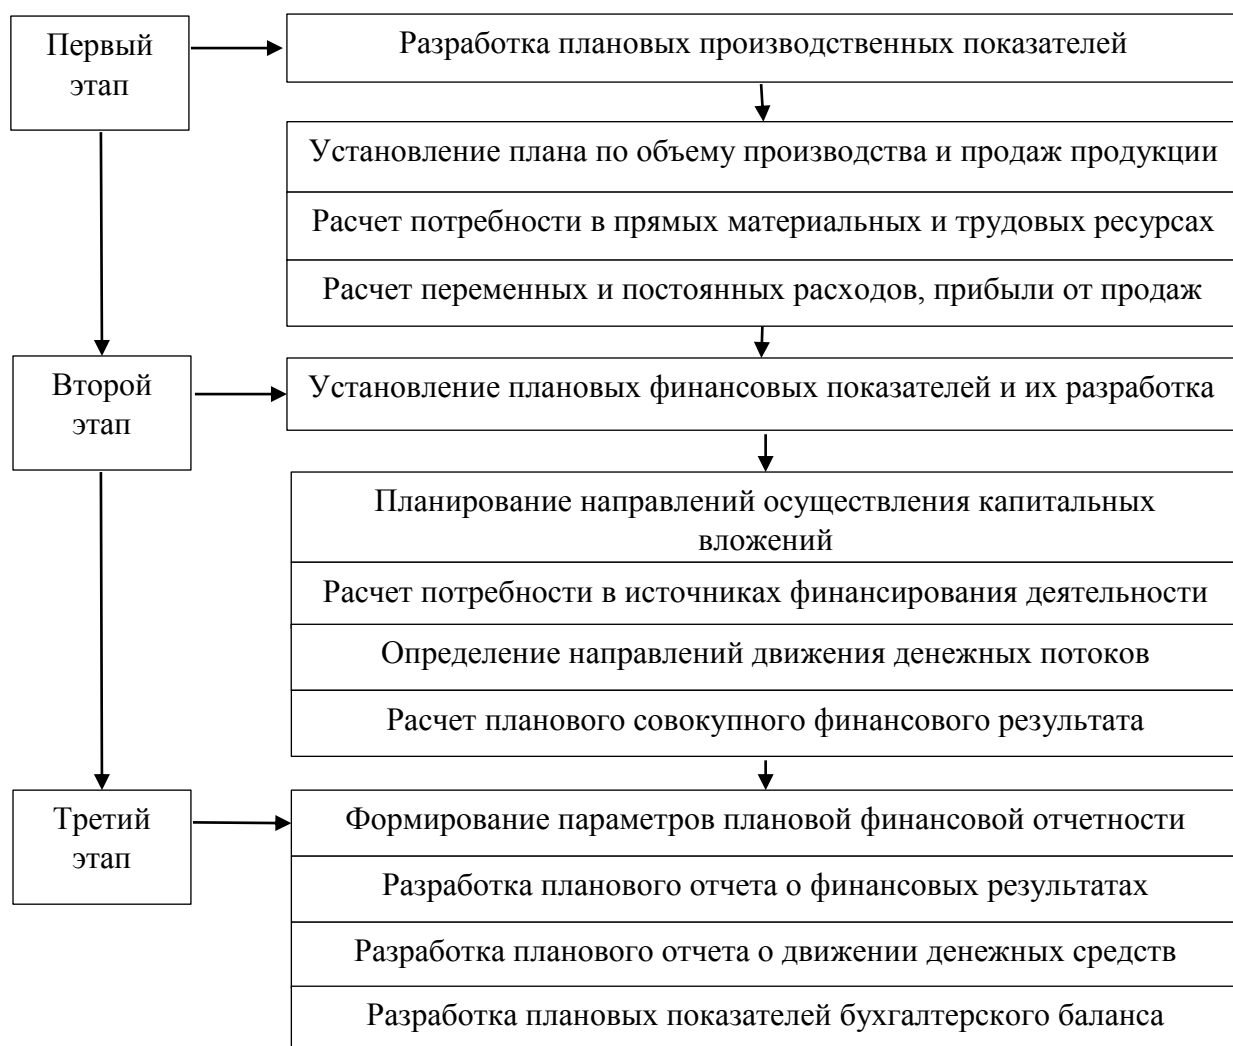 Первый
этап
Разработка плановых производственных показателей
Установление плана по объему производства и продаж продукции
Расчет потребности в прямых материальных и трудовых ресурсах
Расчет переменных и постоянных расходов, прибыли от продаж
Второй
этап
Установление плановых финансовых показателей и их разработка
Планирование направлений осуществления капитальных
вложений
Расчет потребности в источниках финансирования деятельности
Определение направлений движения денежных потоков
Расчет планового совокупного финансового результата
Третий
этап
Формирование параметров плановой финансовой отчетности
Разработка планового отчета о финансовых результатах
Разработка планового отчета о движении денежных средств
Разработка плановых показателей бухгалтерского баланса